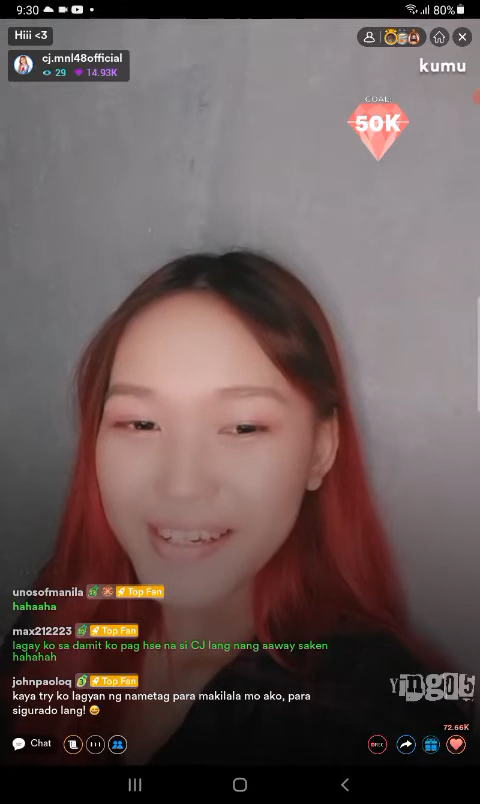 9:30
80%
Hiii <3
cj.mnl48official
29 14.93K
kumu
GOAL:
50K
unosofmanila Top Fan
hahaaha
max212223 Top Fan
lagay ko sa damit ko pag hse na si CJ lang nang aaway saken
hahahah
johnpaoloq Top Fan
kaya try ko lagyan ng nametag para makilala mo ako, para
sigurado lang! 😅
Ying05
72.66K
Chat